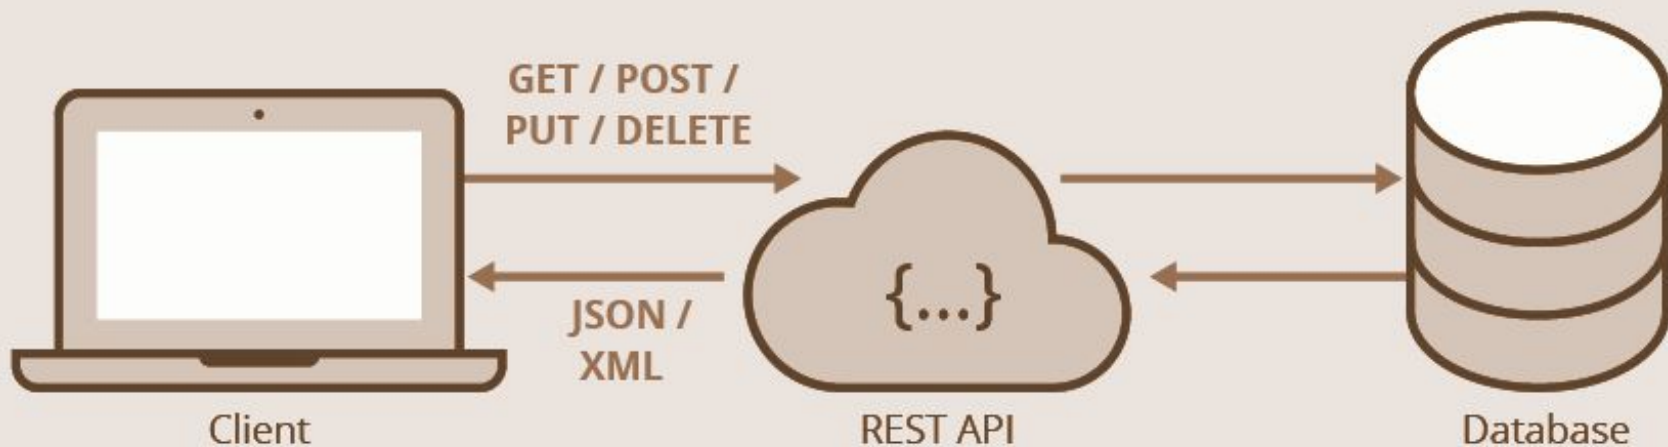 GET / POST /
PUT / DELETE
{...}
JSON /
XML
Client
REST API
Database